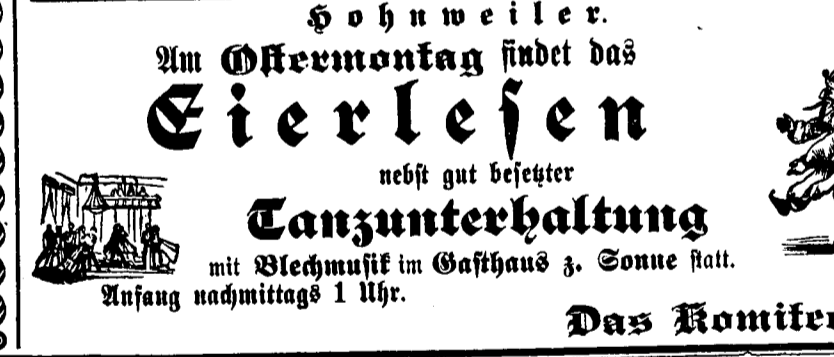 Hohnweiler.
Am Ostermontag findet das
Eierlesen
nebst gut besetzter
Tanzunterhaltung
mit Blechmusik im Gasthaus z. Sonne statt.
Anfang nachmittags 1 Uhr.
Das Komiter